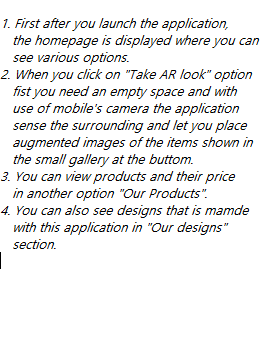 1. First after you launch the application,
the homepage is displayed where you can
see various options.
2. When you click on "Take AR look" option
fist you need an empty space and with
use of mobile's camera the application
sense the surrounding and let you place
augmented images of the items shown in
the small gallery at the buttom.
3. You can view products and their price
in another option "Our Products".
4. You can also see designs that is mamde
with this application in "Our designs"
section.